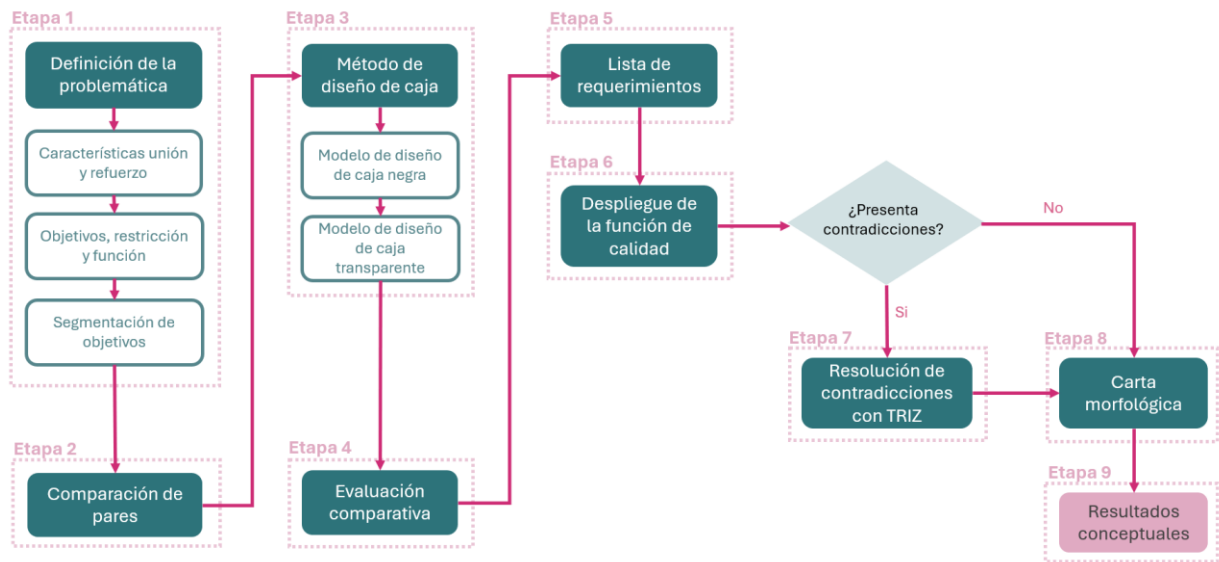 Etapa 1
Definición de la
problemática
Características unión
y refuerzo
Objetivos, restricción
y función
Segmentación de
objetivos
Etapa 2
Comparación de
pares
Etapa 3
Método de
diseño de caja
Modelo de diseño
de caja negra
Modelo de diseño
de caja
transparente
Etapa 4
Evaluación
comparativa
Etapa 5
Lista de
requerimientos
Etapa 6
Despliegue de
la función de
calidad
¿Presenta
contradicciones?
No
Si
Etapa 7
Resolución de
contradicciones
con TRIZ
Etapa 8
Carta
morfológica
Etapa 9
Resultados
conceptuales